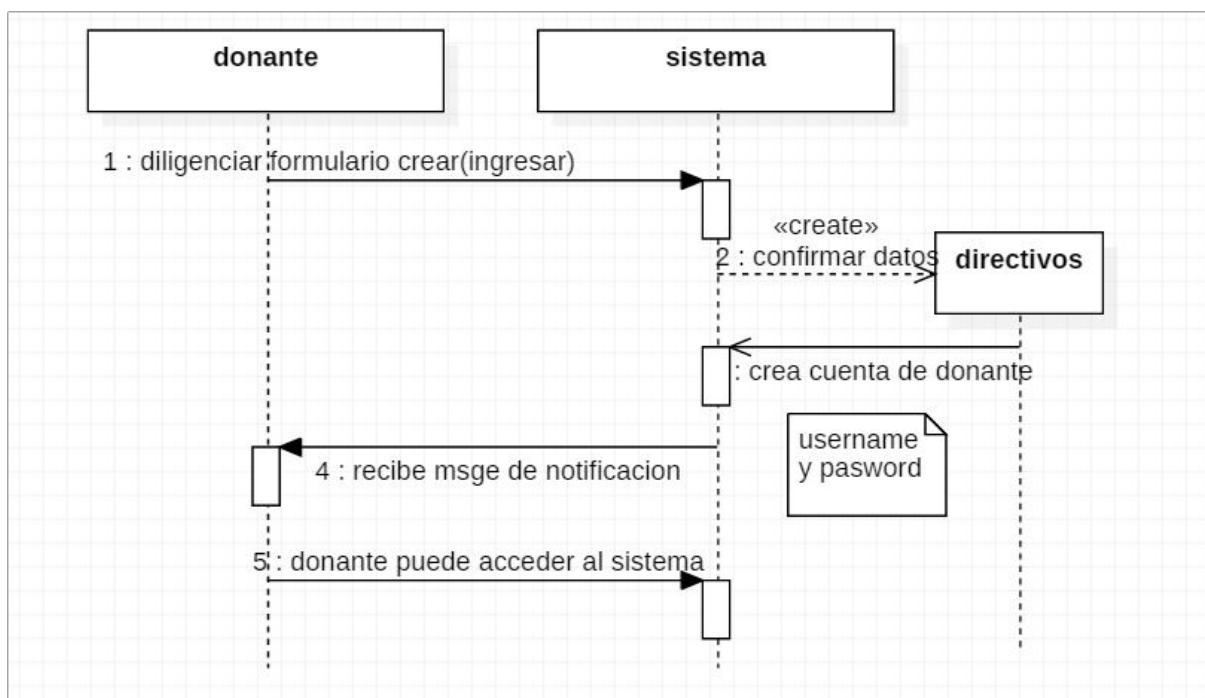 donante
sistema
1 : diligenciar formulario crear(ingresar)
«create»
2 : confirmar datos
directivos
: crea cuenta de donante
username
y pasword
4 : recibe msge de notificacion
5 : donante puede acceder al sistema